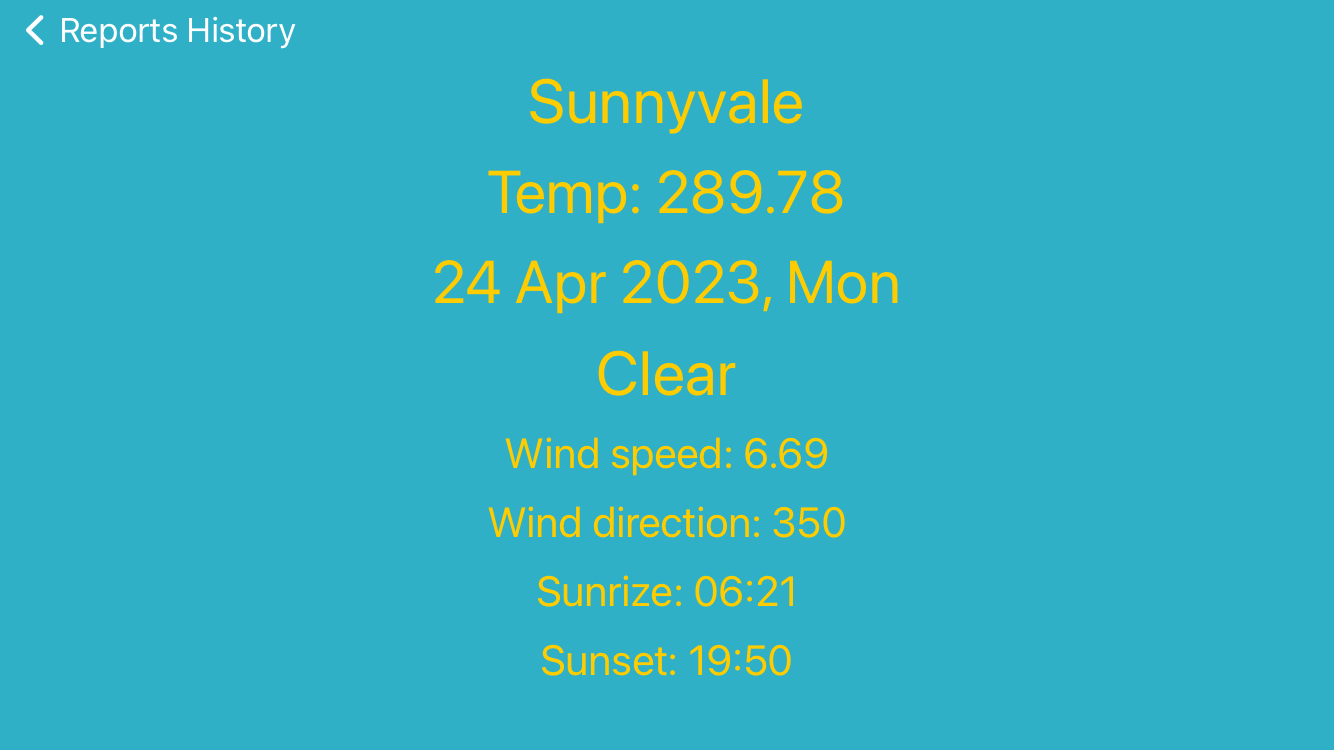 Reports History
Sunnyvale
Temp: 289.78
24 Apr 2023, Mon
Clear
Wind speed: 6.69
Wind direction: 350
Sunrize: 06:21
Sunset: 19:50